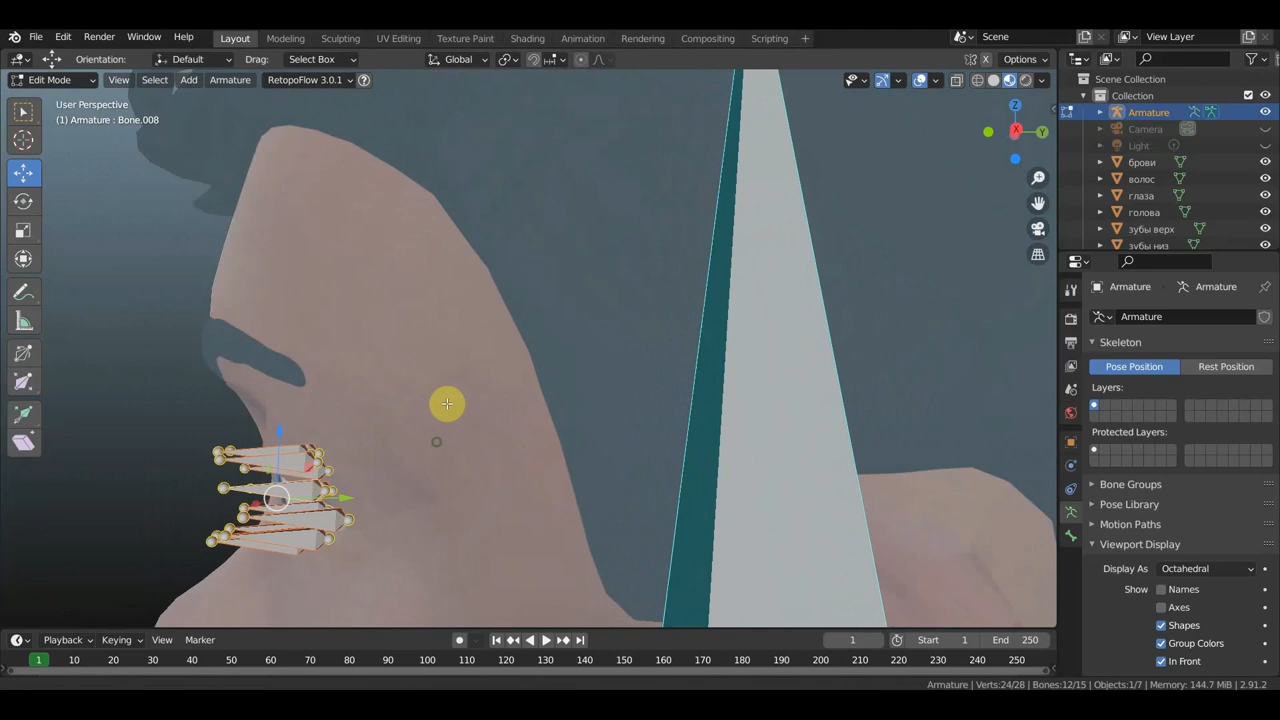 File Edit Render Window Help Layout Modeling Sculpting UV Editing Texture Paint Shading Animation Rendering Compositing Scripting + Scene View Layer
Orientation: Default Drag: Select Box Global X Options
Edit Mode View Select Add Armature RetopoFlow 3.0.1 ?
User Perspective
(1) Armature : Bone.008
Z
X
Y
Scene Collection
Collection
Armature
Camera
Light
брови
волос
глаза
голова
зубы верх
зубы низ
Armature Armature
Armature
Skeleton
Pose Position Rest Position
Layers:
Protected Layers:
Bone Groups
Pose Library
Motion Paths
Viewport Display
Display As Octahedral
Show Names
Axes
Shapes
Group Colors
In Front
Playback Keying View Marker 1 Start 1 End 250
1 10 20 30 40 50 60 70 80 90 100 110 120 130 140 150 160 170 180 190 200 210 220 230 240 250
Armature | Verts:24/28 | Bones:12/15 | Objects:1/7 | Memory: 144.7 MiB | 2.91.2